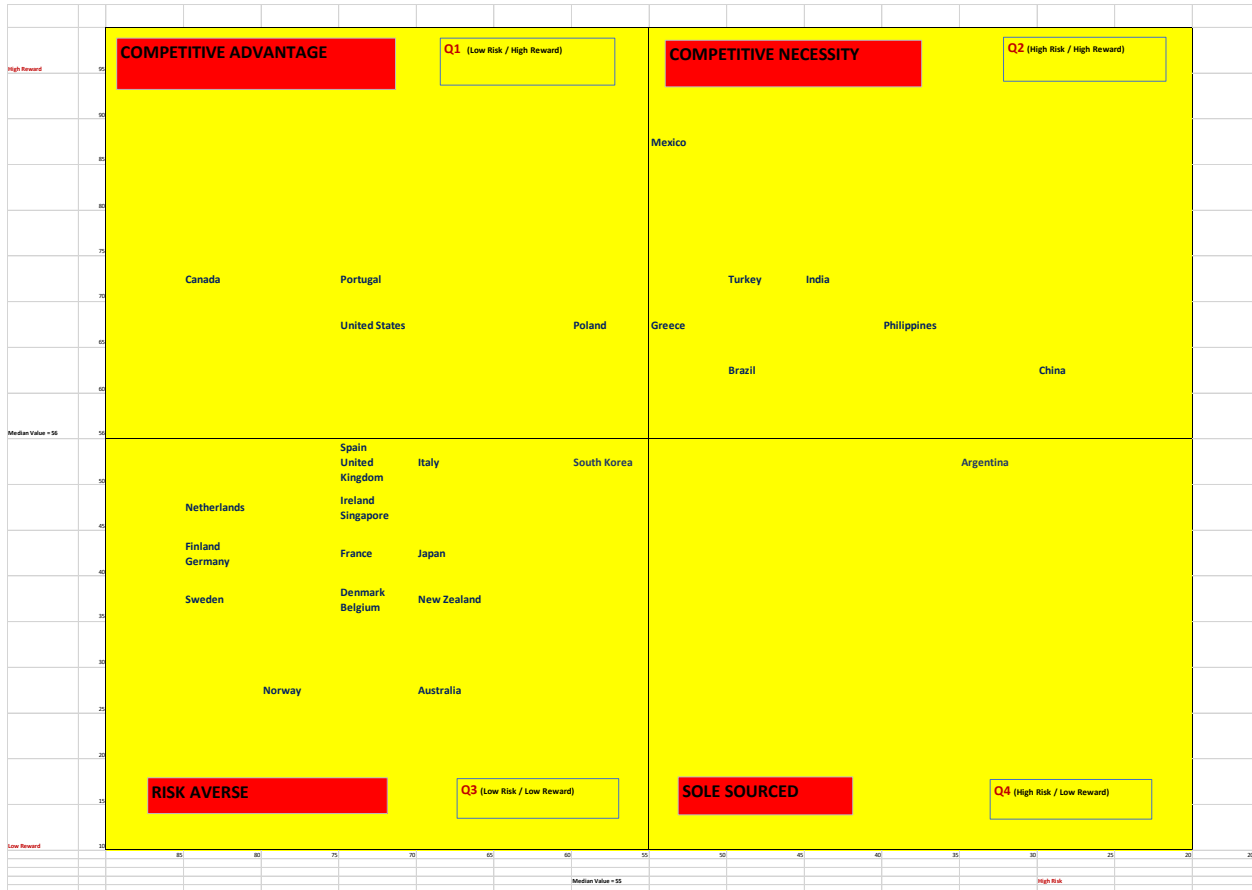 COMPETITIVE ADVANTAGE
Q1 (Low Risk / High Reward)
COMPETITIVE NECESSITY
Q2 (High Risk / High Reward)
High Reward
95
90
Mexico
85
80
75
Canada Portugal Turkey India
70
United States Poland Greece Philippines
65
Brazil China
60
Median Value = 56
56
Spain
United
Kingdom
Italy South Korea Argentina
50
Netherlands
Ireland
Singapore
45
Finland
Germany
France Japan
40
Sweden
Denmark
Belgium
New Zealand
35
30
Norway Australia
25
20
RISK AVERSE
Q3 (Low Risk / Low Reward)
SOLE SOURCED
Q4 (High Risk / Low Reward)
15
Low Reward
10
85 80 75 70 65 60 55 50 45 40 35 30 25 20 20
Median Value = 55
High Risk